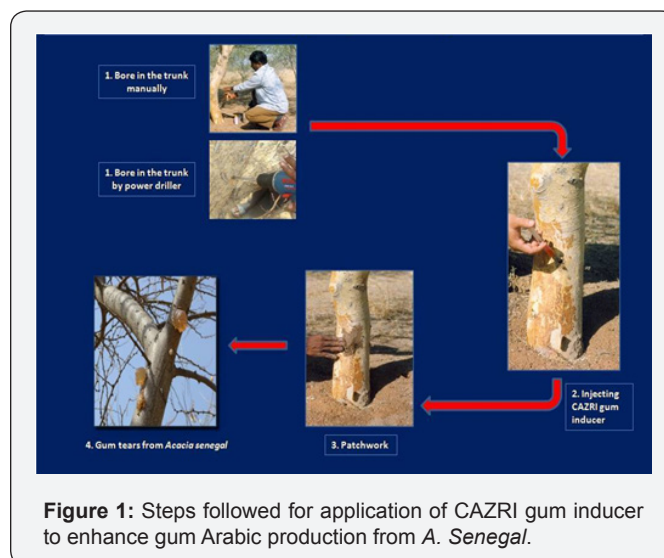 1. Bore in the trunk
manually
1. Bore in the trunk
by power driller
2. Injecting
CAZRI gum
inducer
3. Patchwork
4. Gum tears from Acacia senegal
Figure 1: Steps followed for application of CAZRI gum inducer
to enhance gum Arabic production from A. Senegal.